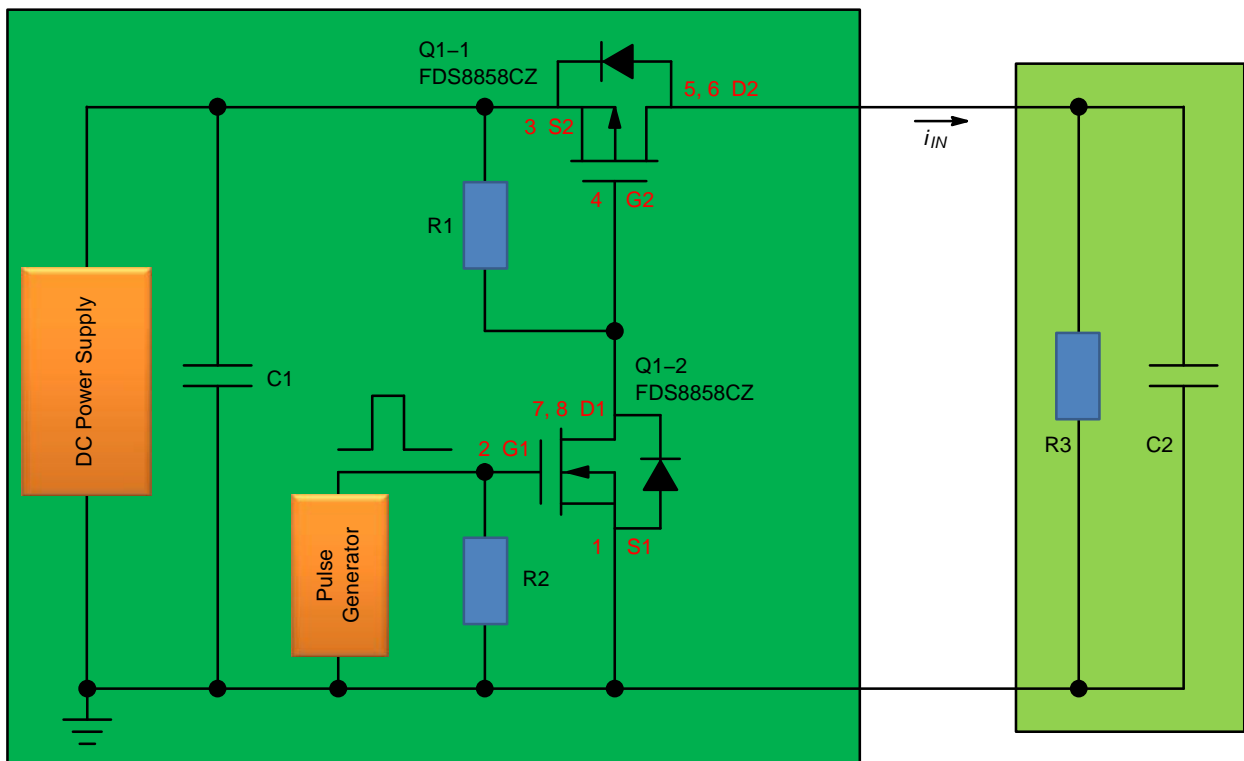 Q1–1
FDS8858CZ
5, 6 D2
3 S2
i_IN
4 G2
R1
DC Power Supply
C1
Q1–2
FDS8858CZ
7, 8 D1
2 G1
R3
C2
1 S1
Pulse
Generator
R2